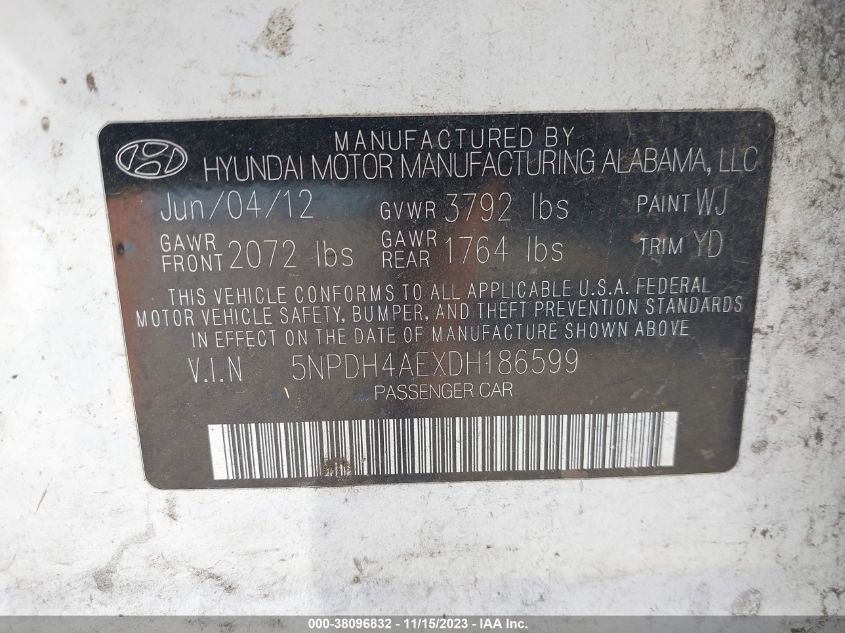 MANUFACTURED BY
HYUNDAI MOTOR MANUFACTURING ALABAMA, LLC
Jun/04/12 GVWR 3792 lbs PAINT WJ
GAWR FRONT 2072 lbs GAWR REAR 1764 lbs TRIM YD
THIS VEHICLE CONFORMS TO ALL APPLICABLE U.S.A. FEDERAL
MOTOR VEHICLE SAFETY, BUMPER, AND THEFT PREVENTION STANDARDS
IN EFFECT ON THE DATE OF MANUFACTURE SHOWN ABOVE
V.I.N 5NPDH4AEXDH186599
PASSENGER CAR
000-38096832 - 11/15/2023 - IAA Inc.